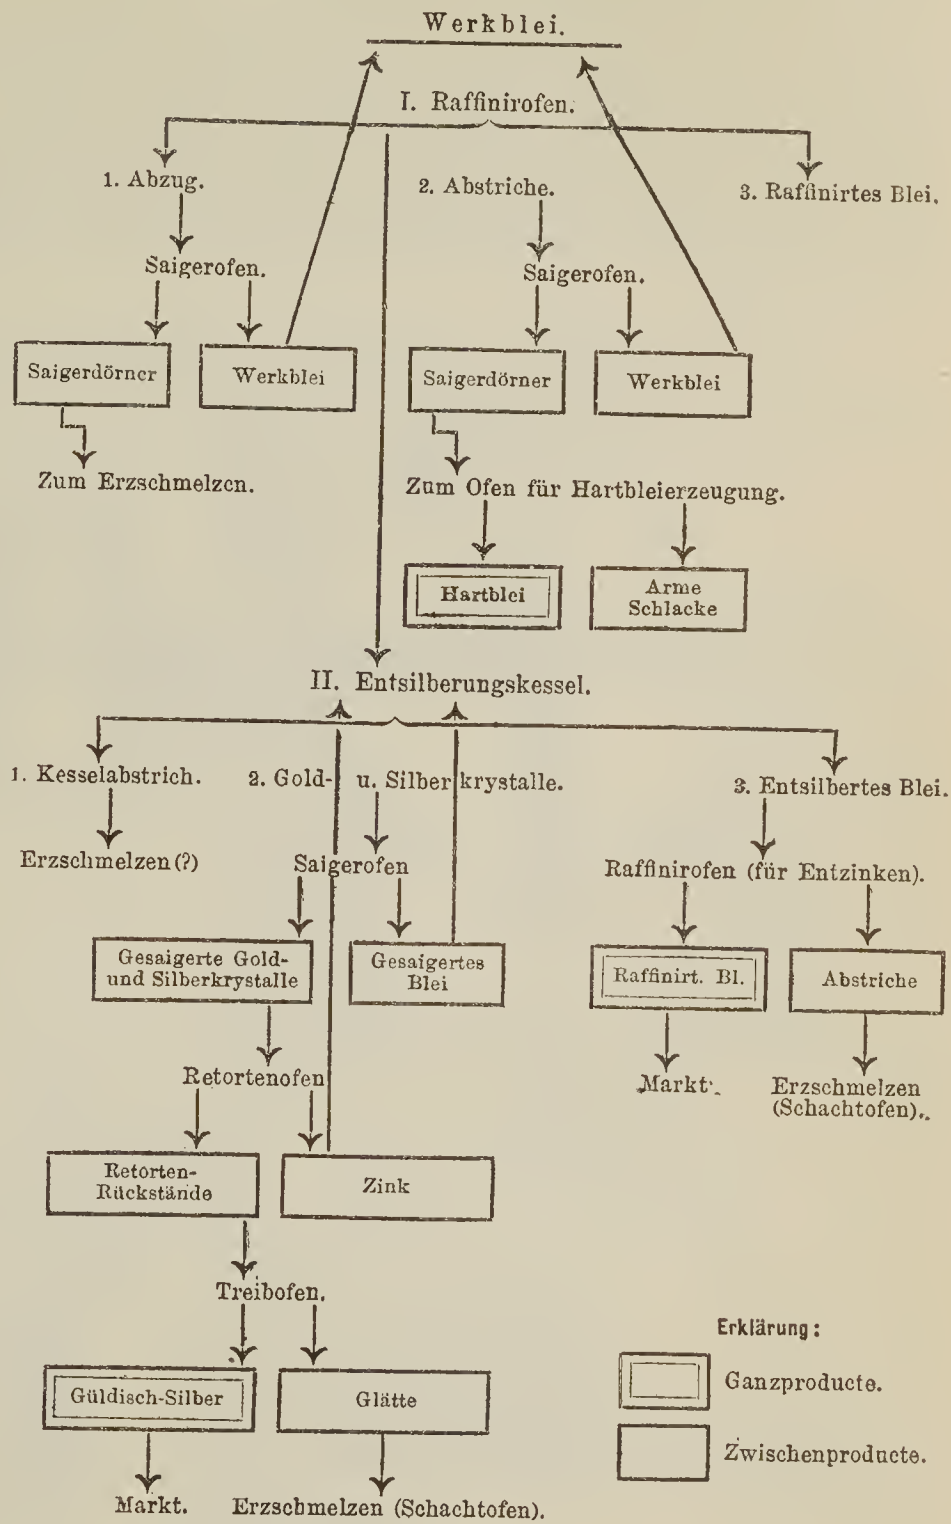 Werkblei.
I. Raffinirofen.
1. Abzug.
2. Abstriche.
3. Raffinirtes Blei.
Saigerofen.
Saigerofen.
Saigerdörner
Werkblei
Saigerdörner
Werkblei
Zum Erzschmelzen.
Zum Ofen für Hartbleierzeugung.
Hartblei
Arme
Schlacke
II. Entsilberungskessel.
1. Kesselabstrich.
2. Gold- u. Silberkrystalle.
3. Entsilbertes Blei.
Erzschmelzen (?)
Saigerofen
Raffinirofen (für Entzinken).
Gesaigerte Gold-
und Silberkrystalle
Gesaigertes
Blei
Raffinirt. Bl.
Abstriche
Retortenofen
Markt.
Erzschmelzen
(Schachtofen).
Retorten-
Rückstände
Zink
Treibofen.
Güldisch-Silber
Glätte
Markt.
Erzschmelzen (Schachtofen).
Erklärung:
Ganzproducte.
Zwischenproducte.